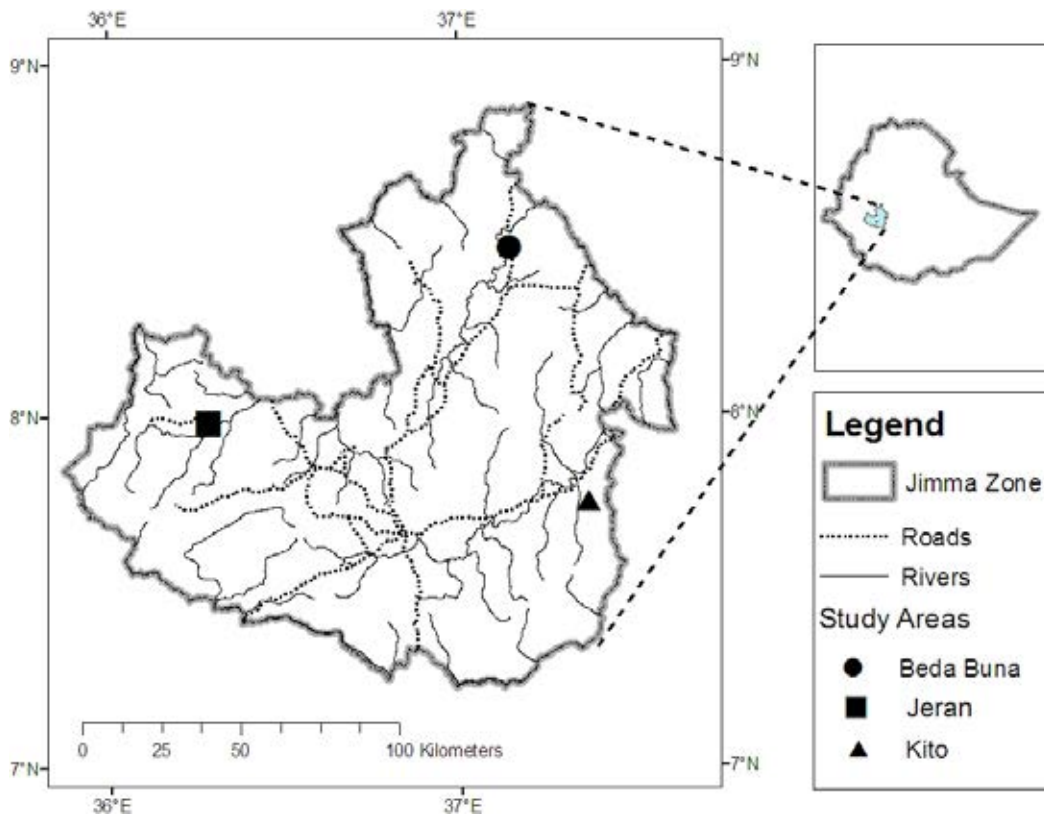 36°E 37°E
9°N 9°N
8°N 8°N
7°N 7°N
36°E 37°E
0 25 50 100 Kilometers
Legend
Jimma Zone
Roads
Rivers
Study Areas
Beda Buna
Jeran
Kito